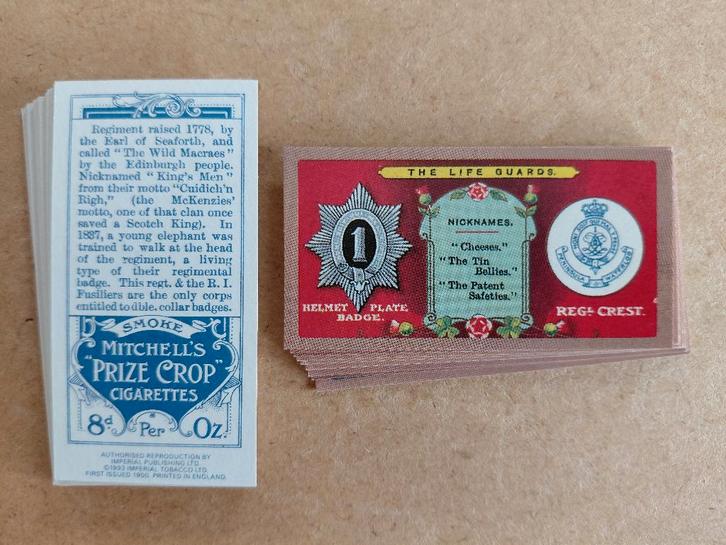 Regiment raised 1778, by
the Earl of Seaforth, and
called "The Wild Macraes"
by the Edinburgh people.
Nicknamed "King's Men"
from their motto "Cuidich'n
Righ," (the McKenzies'
motto, one of that clan once
saved a Scotch King). In
1837, a young elephant was
trained to walk at the head
of the regiment, a living
type of their regimental
badge. This regt. & the R. I.
Fusiliers are the only corps
entitled to dble. collar badges.
SMOKE
MITCHELL'S
"PRIZE CROP"
CIGARETTES
8d. Per Oz.
AUTHORISED REPRODUCTION BY
IMPERIAL PUBLISHING LTD
©1993 IMPERIAL TOBACCO LTD.
FIRST ISSUED 1900. PRINTED IN ENGLAND.
THE LIFE GUARDS.
1
HELMET PLATE
BADGE.
NICKNAMES.
"Cheeses."
"The Tin
Bellies."
"The Patent
Safeties."
PENINSULA WATERLOO
REGT. CREST.